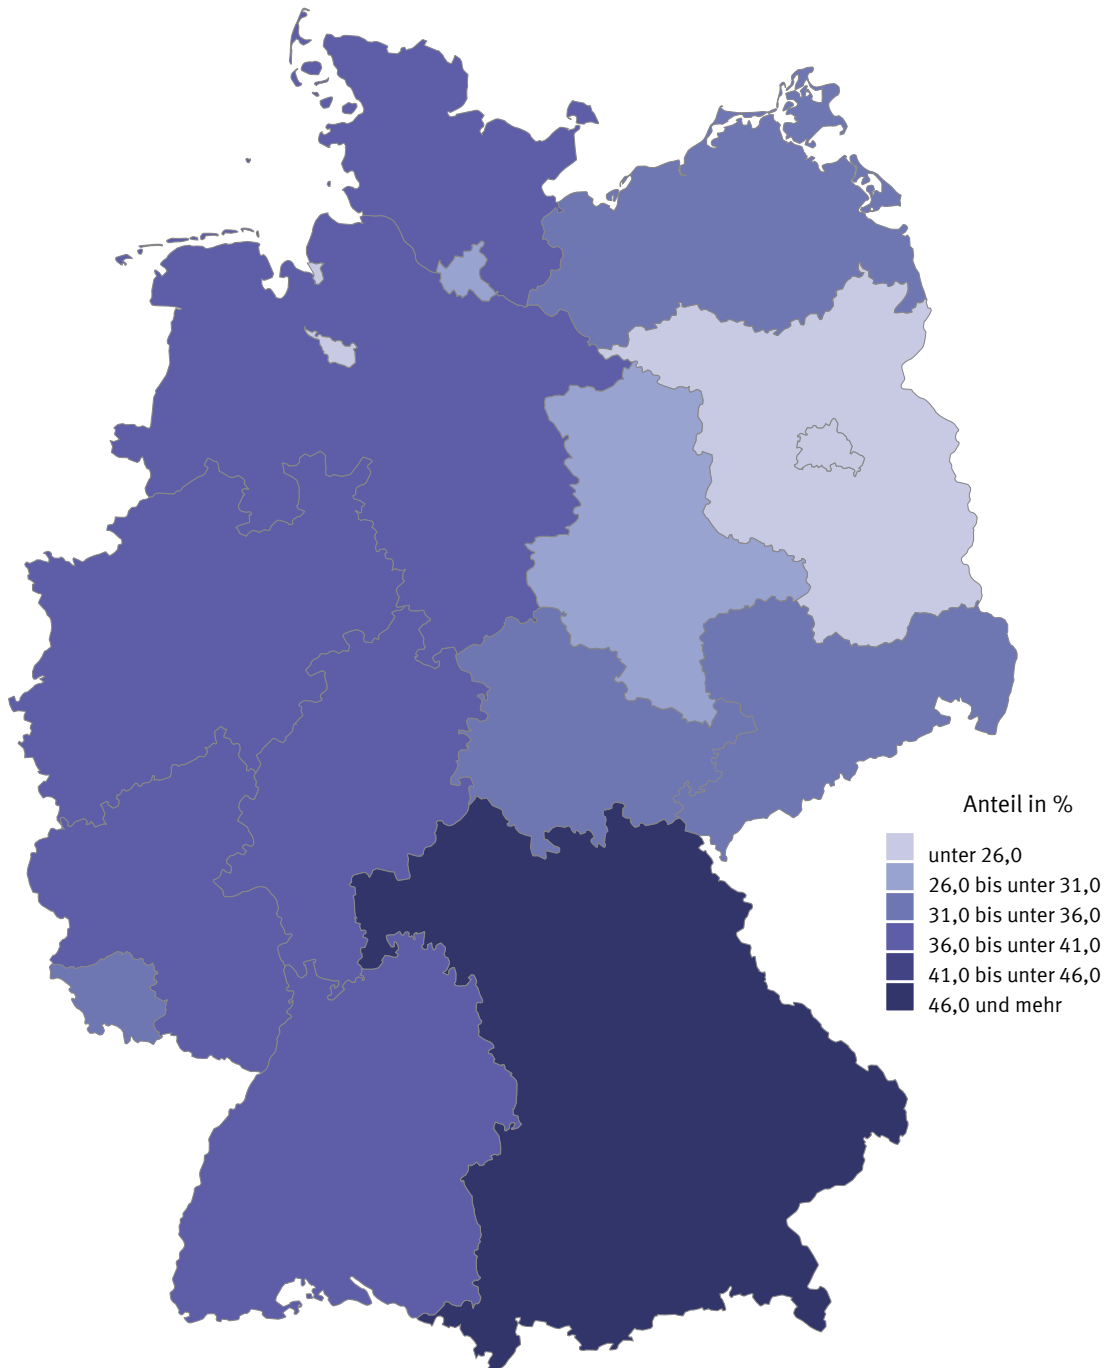 Anteil in %
unter 26,0
26,0 bis unter 31,0
31,0 bis unter 36,0
36,0 bis unter 41,0
41,0 bis unter 46,0
46,0 und mehr